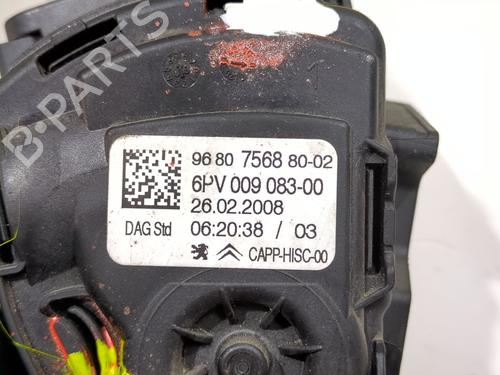 B-PARTS
1
96 80 7568 80-02
6PV 009 083-00
26.02.2008
DAG Std 06:20:38 / 03
CAPP-HISC-00